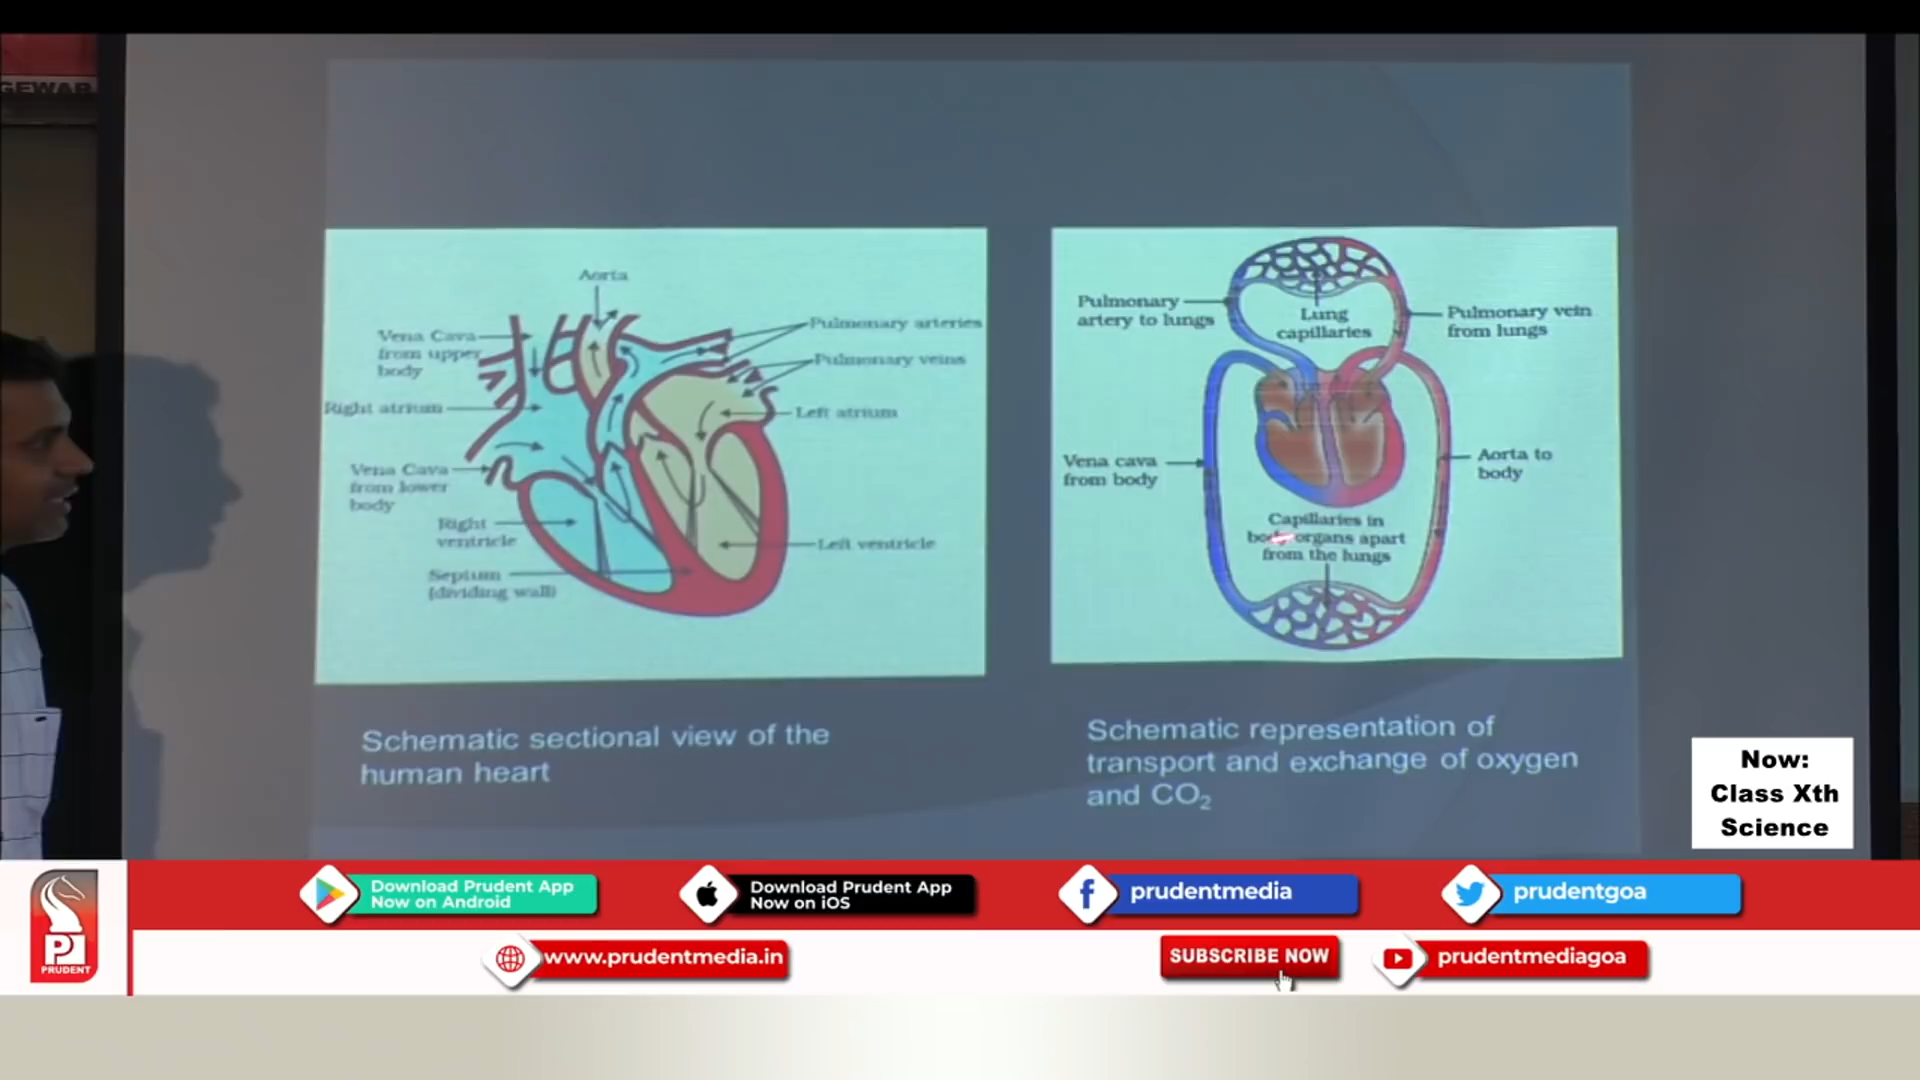 GEWAR
Aorta
Vena Cava
from upper
body
Pulmonary arteries
Pulmonary veins
Right atrium
Left atrium
Vena Cava
from lower
body
Right
ventricle
Left ventricle
Septum
(dividing wall)
Schematic sectional view of the
human heart
Pulmonary
artery to lungs
Lung
capillaries
Pulmonary vein
from lungs
Vena cava
from body
Aorta to
body
Capillaries in
body organs apart
from the lungs
Schematic representation of
transport and exchange of oxygen
and CO₂
Now:
Class Xth
Science
PRUDENT
Download Prudent App
Now on Android
Download Prudent App
Now on iOS
prudentmedia
prudentgoa
www.prudentmedia.in
SUBSCRIBE NOW
prudentmediagoa